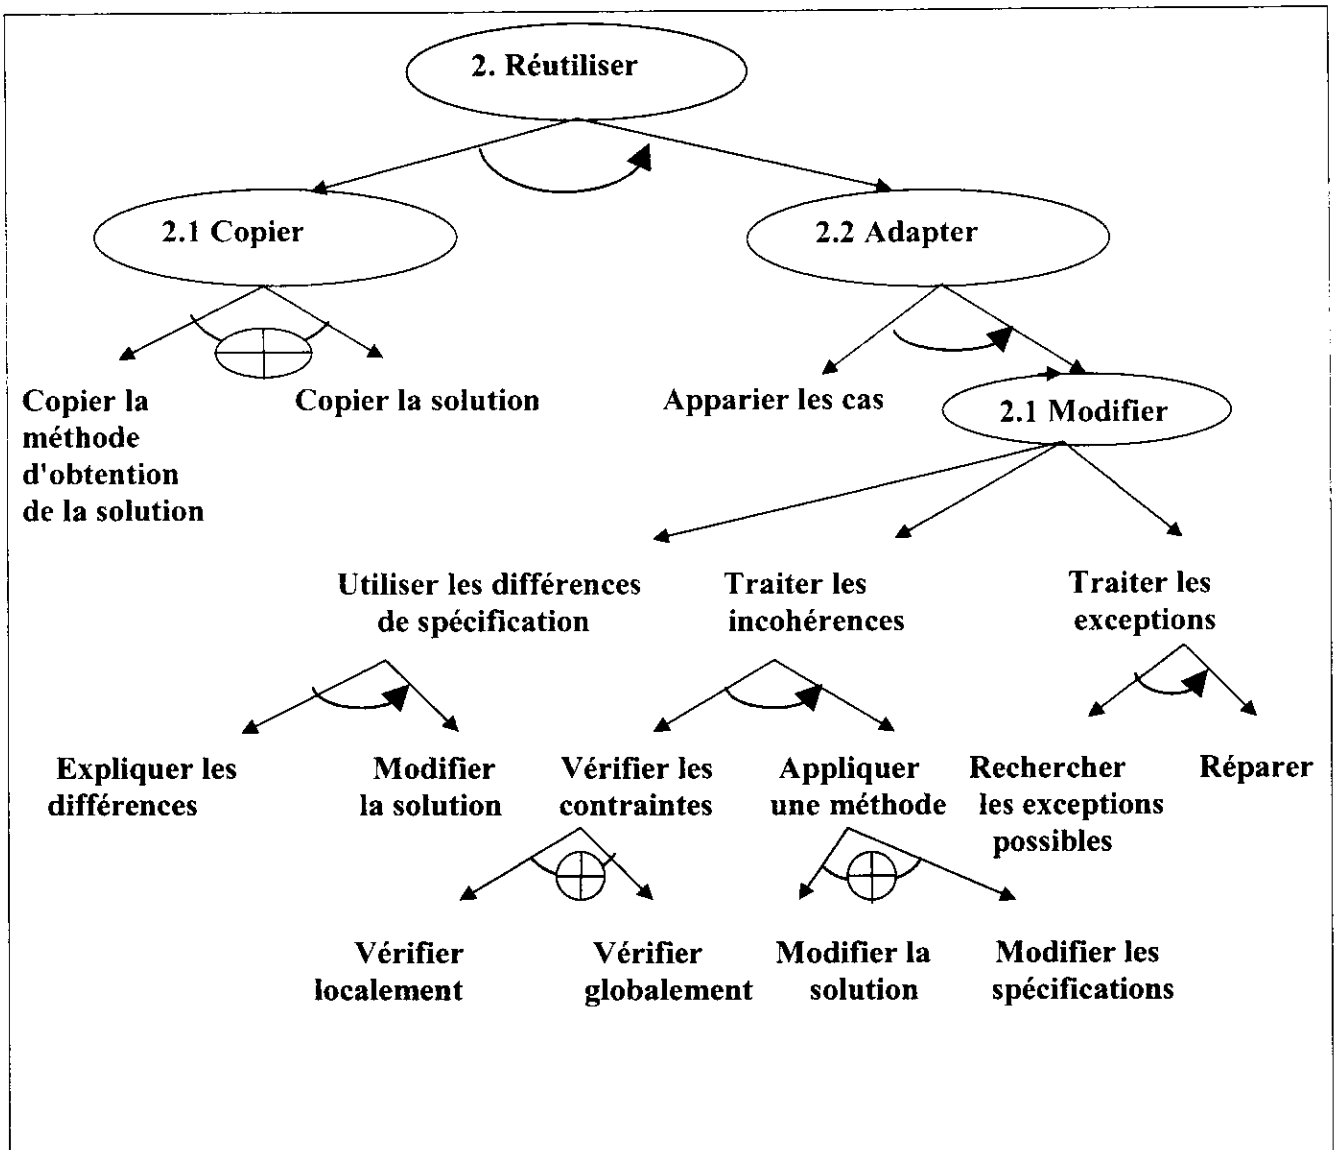 2. Réutiliser
2.1 Copier
2.2 Adapter
Copier la
méthode
d'obtention
de la solution
Copier la solution
Apparier les cas
2.1 Modifier
Utiliser les différences
de spécification
Traiter les
incohérences
Traiter les
exceptions
Expliquer les
différences
Modifier
la solution
Vérifier les
contraintes
Appliquer
une méthode
Rechercher
les exceptions
possibles
Réparer
Vérifier
localement
Vérifier
globalement
Modifier la
solution
Modifier les
spécifications